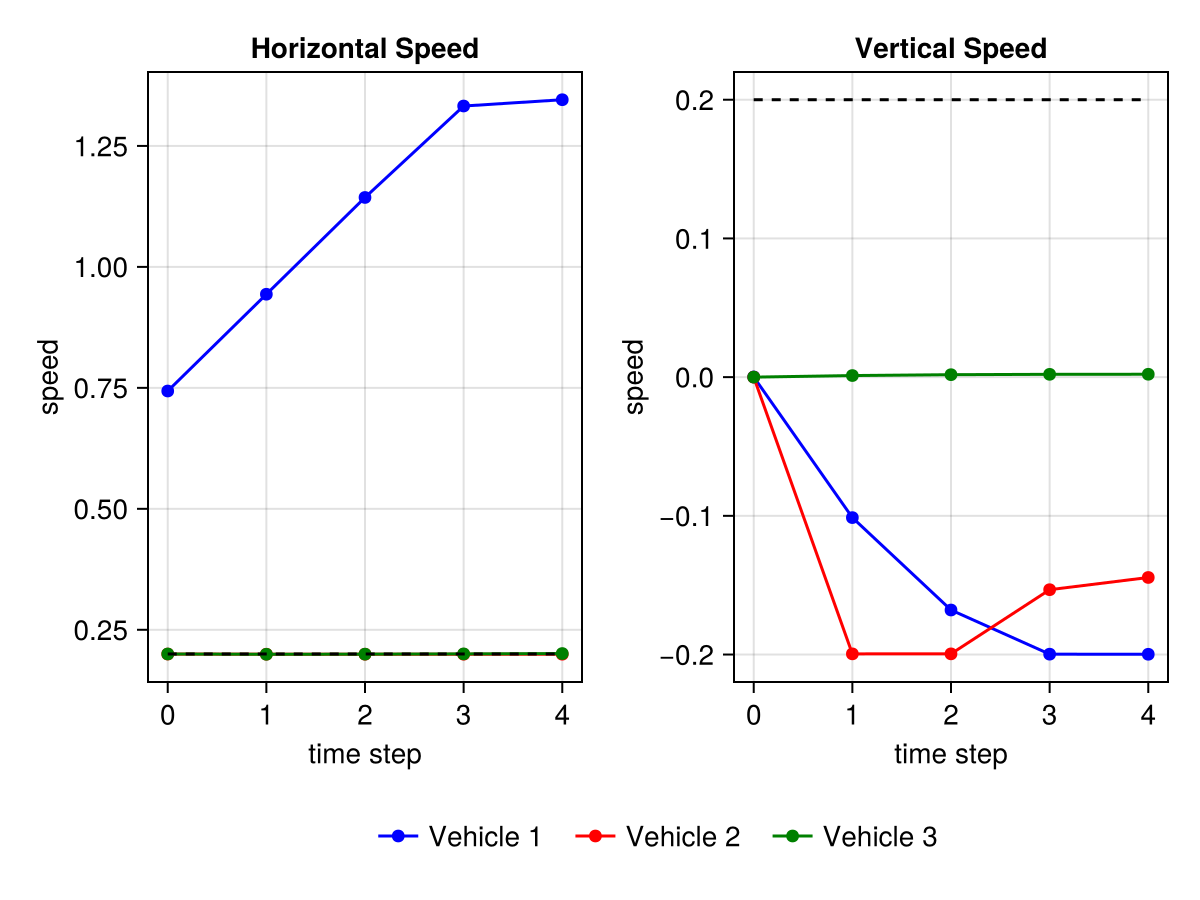 Horizontal Speed
speed
1.25
1.00
0.75
0.50
0.25
0 1 2 3 4
time step
Vertical Speed
speed
0.2
0.1
0.0
−0.1
−0.2
0 1 2 3 4
time step
Vehicle 1 Vehicle 2 Vehicle 3